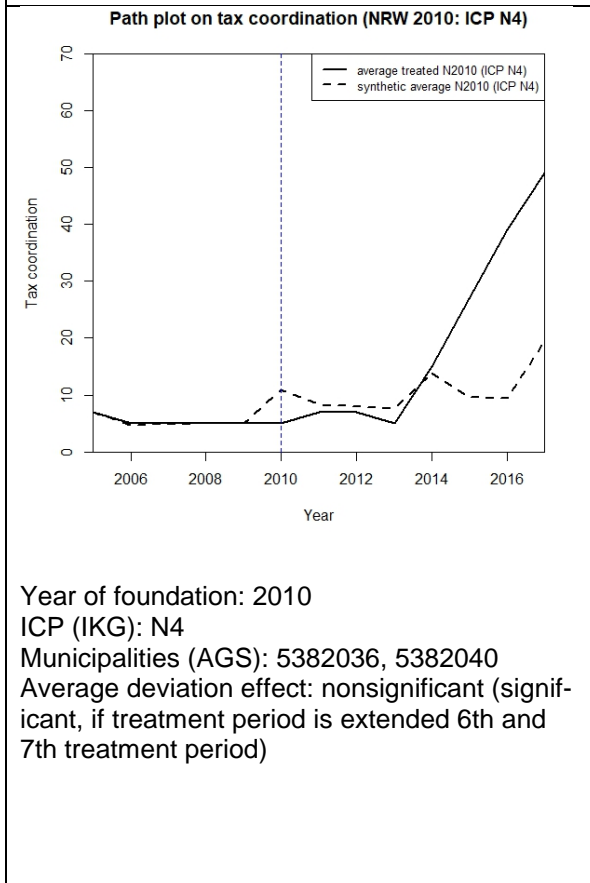 Path plot on tax coordination (NRW 2010: ICP N4)
70
60
50
40
30
20
10
0
Tax coordination
average treated N2010 (ICP N4)
synthetic average N2010 (ICP N4)
2006 2008 2010 2012 2014 2016
Year
Year of foundation: 2010
ICP (IKG): N4
Municipalities (AGS): 5382036, 5382040
Average deviation effect: nonsignificant (signif-
icant, if treatment period is extended 6th and
7th treatment period)